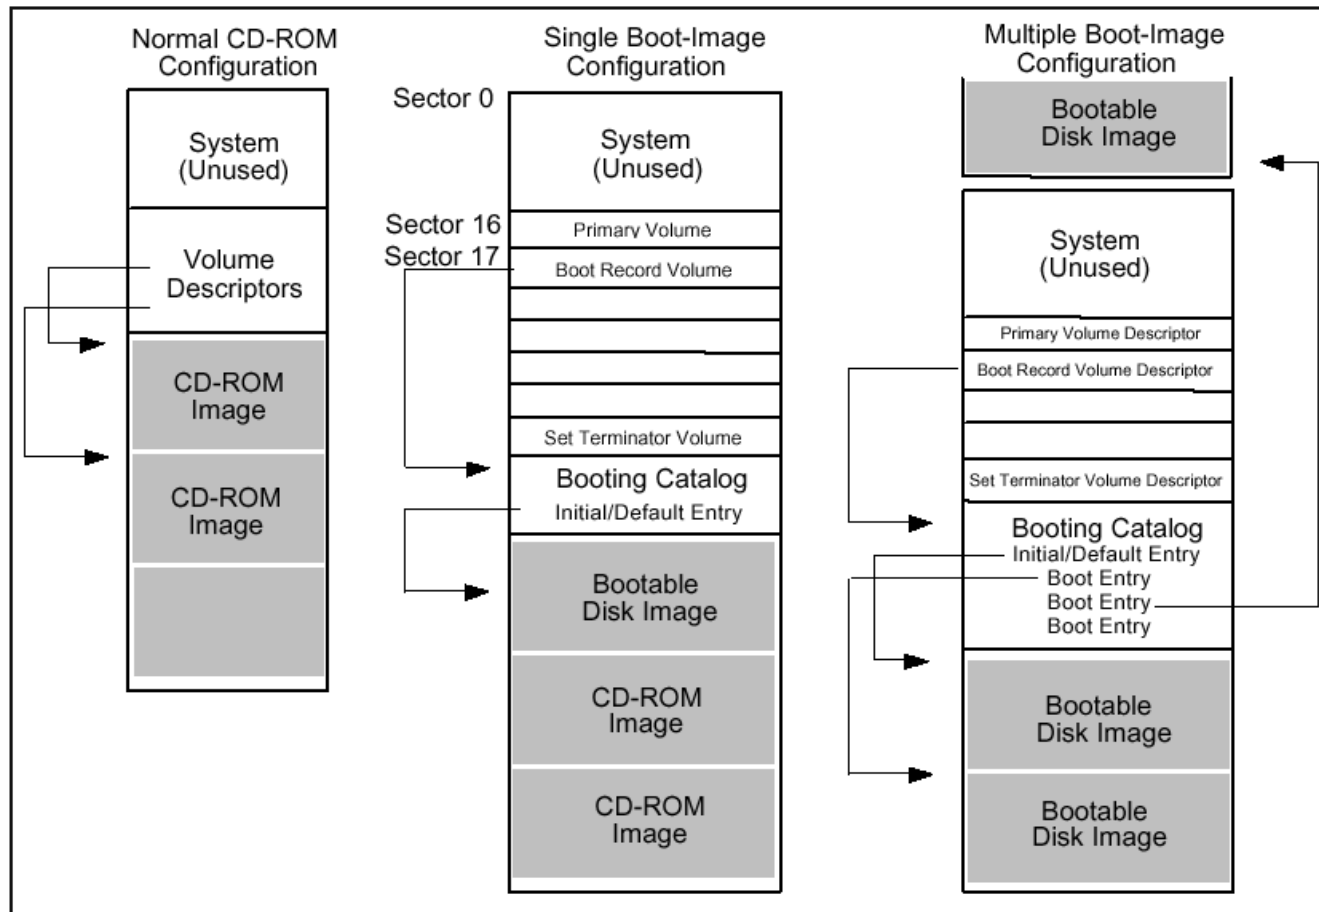 Normal CD-ROM
Configuration
System
(Unused)
Volume
Descriptors
CD-ROM
Image
CD-ROM
Image
Single Boot-Image
Configuration
Sector 0
System
(Unused)
Sector 16
Primary Volume
Sector 17
Boot Record Volume
Set Terminator Volume
Booting Catalog
Initial/Default Entry
Bootable
Disk Image
CD-ROM
Image
CD-ROM
Image
Multiple Boot-Image
Configuration
Bootable
Disk Image
System
(Unused)
Primary Volume Descriptor
Boot Record Volume Descriptor
Set Terminator Volume Descriptor
Booting Catalog
Initial/Default Entry
Boot Entry
Boot Entry
Boot Entry
Bootable
Disk Image
Bootable
Disk Image